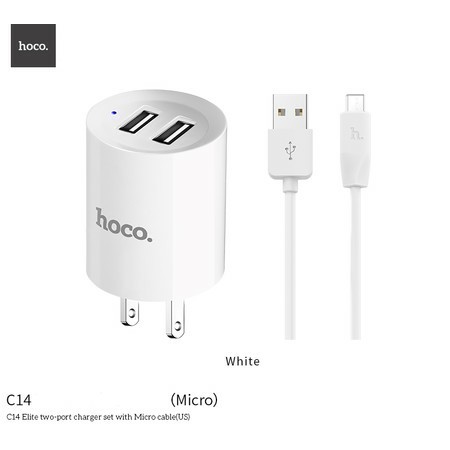 hoco.
hoco.
h.
White
C14 (Micro)
C14 Elite two-port charger set with Micro cable(US)